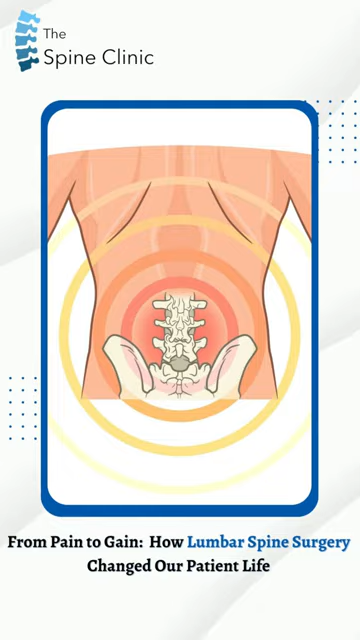 The
Spine Clinic
From Pain to Gain: How Lumbar Spine Surgery
Changed Our Patient Life